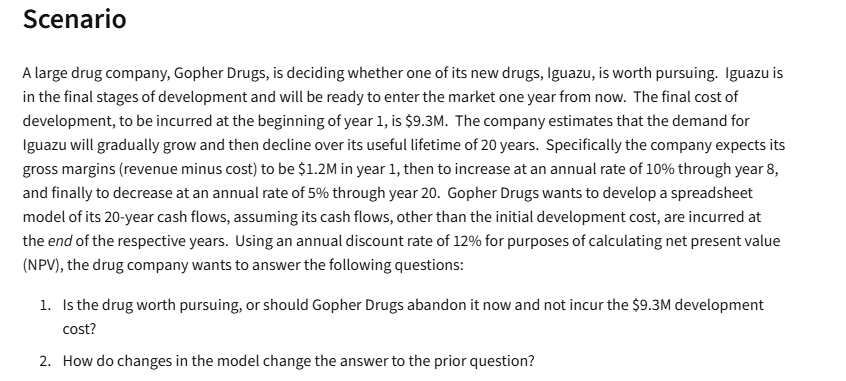 Scenario
A large drug company, Gopher Drugs, is deciding whether one of its new drugs, Iguazu, is worth pursuing.  Iguazu is
in the final stages of development and will be ready to enter the market one year from now.  The final cost of
development, to be incurred at the beginning of year 1, is $9.3M.  The company estimates that the demand for
Iguazu will gradually grow and then decline over its useful lifetime of 20 years.  Specifically the company expects its
gross margins (revenue minus cost) to be $1.2M in year 1, then to increase at an annual rate of 10% through year 8,
and finally to decrease at an annual rate of 5% through year 20.  Gopher Drugs wants to develop a spreadsheet
model of its 20-year cash flows, assuming its cash flows, other than the initial development cost, are incurred at
the end of the respective years.  Using an annual discount rate of 12% for purposes of calculating net present value
(NPV), the drug company wants to answer the following questions:
1. Is the drug worth pursuing, or should Gopher Drugs abandon it now and not incur the $9.3M development
cost?
2. How do changes in the model change the answer to the prior question?